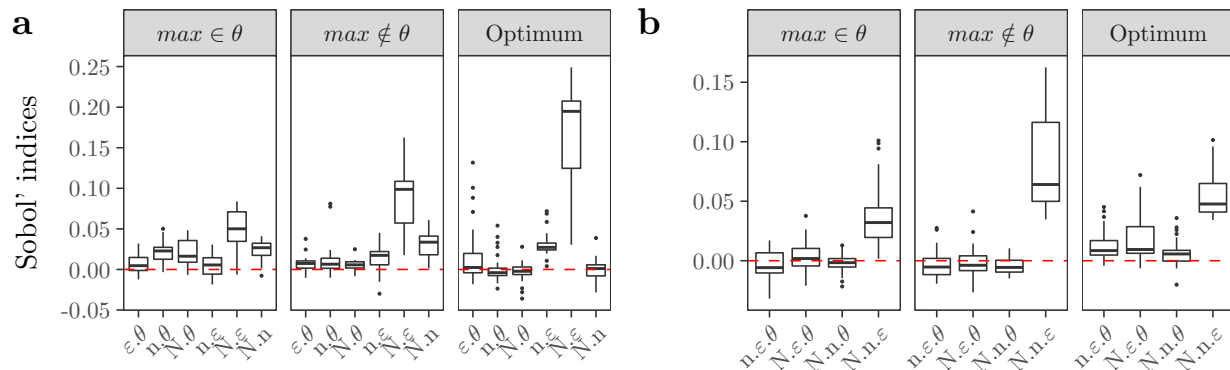 a
max ∈ θ
max ∉ θ
Optimum
Sobol' indices
0.25
0.20
0.15
0.10
0.05
0.00
-0.05
ε.θ
n.θ
N.θ
n.ε
N.ε
N.n
ε.θ
n.θ
N.θ
n.ε
N.ε
N.n
ε.θ
n.θ
N.θ
n.ε
N.ε
N.n
b
max ∈ θ
max ∉ θ
Optimum
0.15
0.10
0.05
0.00
n.ε.θ
N.ε.θ
N.n.θ
N.n.ε
n.ε.θ
N.ε.θ
N.n.θ
N.n.ε
n.ε.θ
N.ε.θ
N.n.θ
N.n.ε